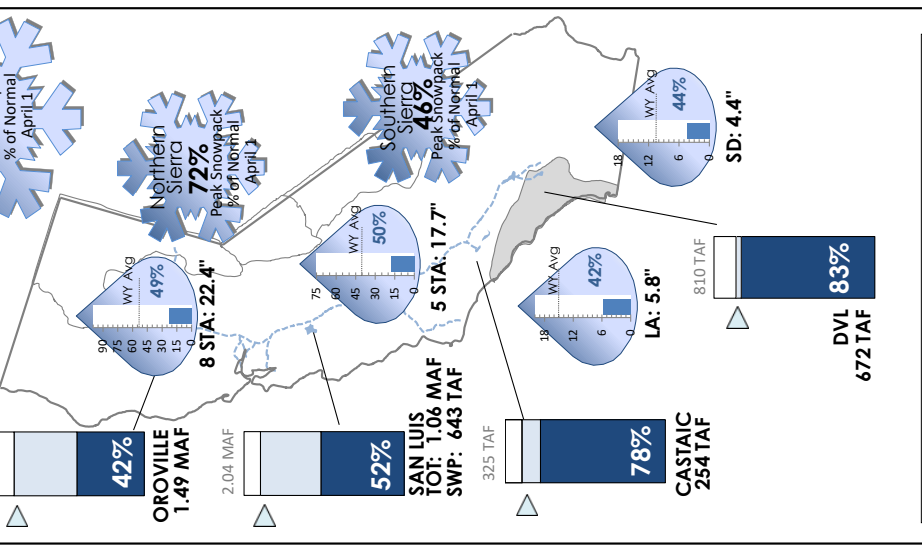 % of Normal
April 1
Northern
Sierra
72%
Peak Snowpack
% of Normal
April 1
Southern
Sierra
46%
Peak Snowpack
% of Normal
April 1
WY Avg
49%
90
75
60
45
30
15
0
8 STA: 22.4"
WY Avg
50%
75
60
45
30
15
0
5 STA: 17.7"
WY Avg
44%
18
12
6
0
SD: 4.4"
WY Avg
42%
18
12
6
0
LA: 5.8"
42%
OROVILLE
1.49 MAF
2.04 MAF
52%
SAN LUIS
TOT: 1.06 MAF
SWP: 643 TAF
325 TAF
78%
CASTAIC
254 TAF
810 TAF
83%
DVL
672 TAF